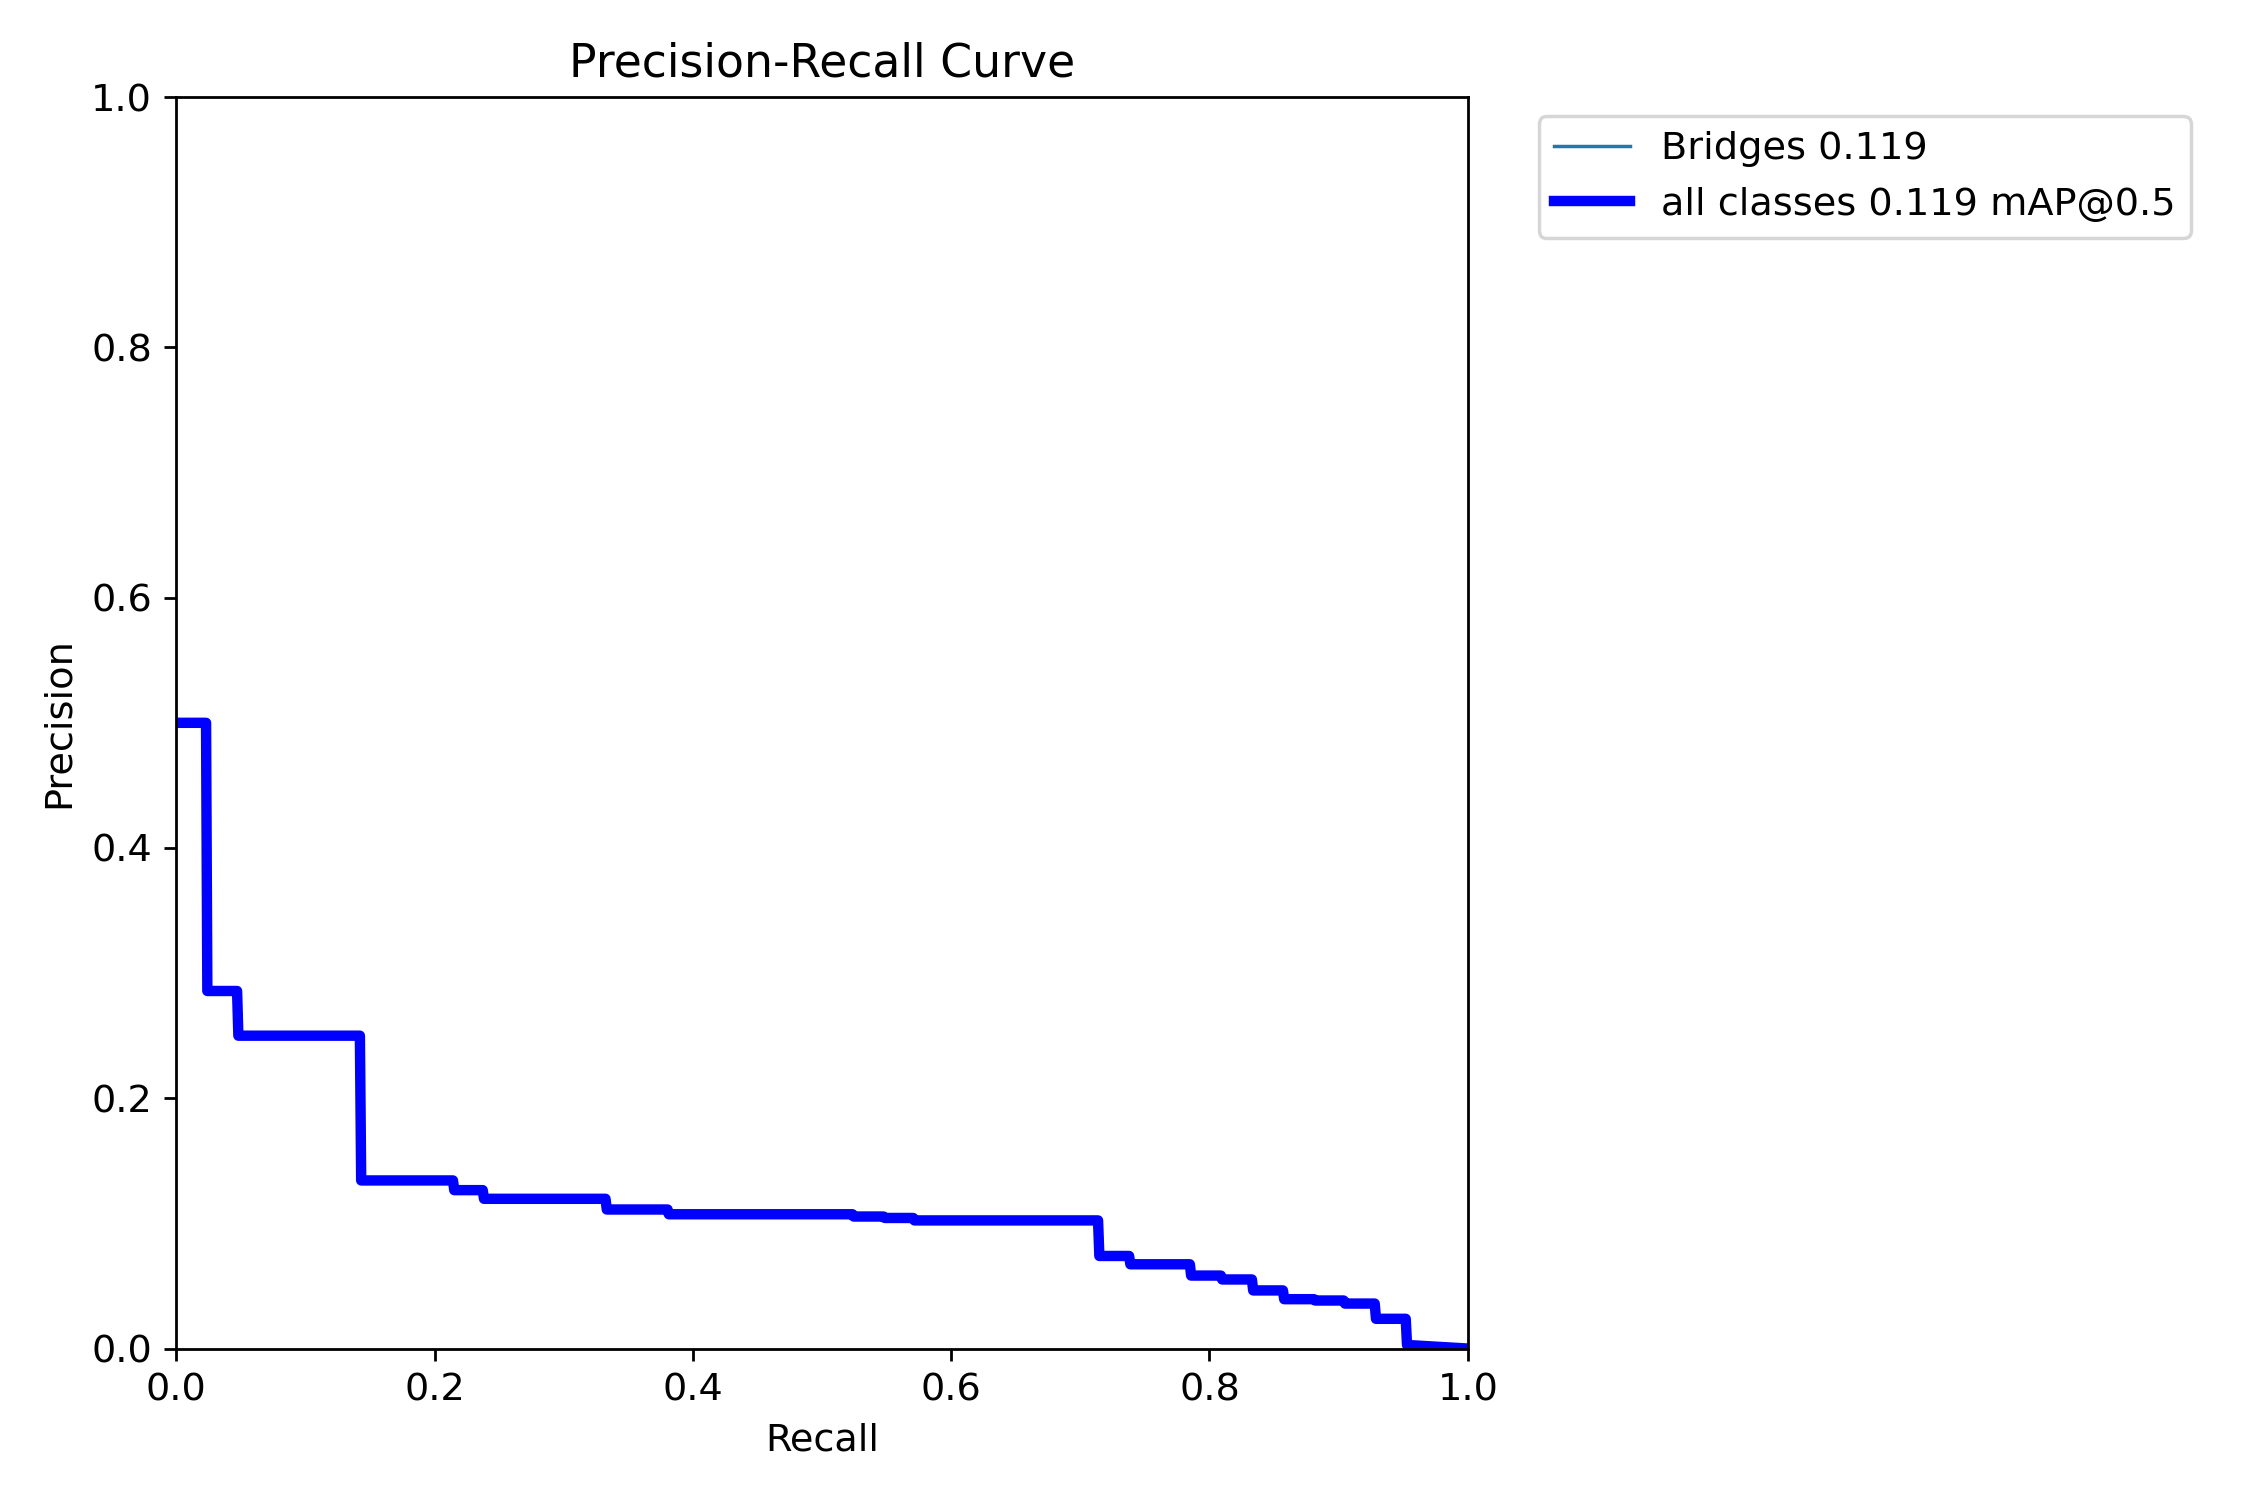 Precision-Recall Curve
1.0
0.8
0.6
0.4
0.2
0.0
Precision
0.0 0.2 0.4 0.6 0.8 1.0
Recall
Bridges 0.119
all classes 0.119 mAP@0.5